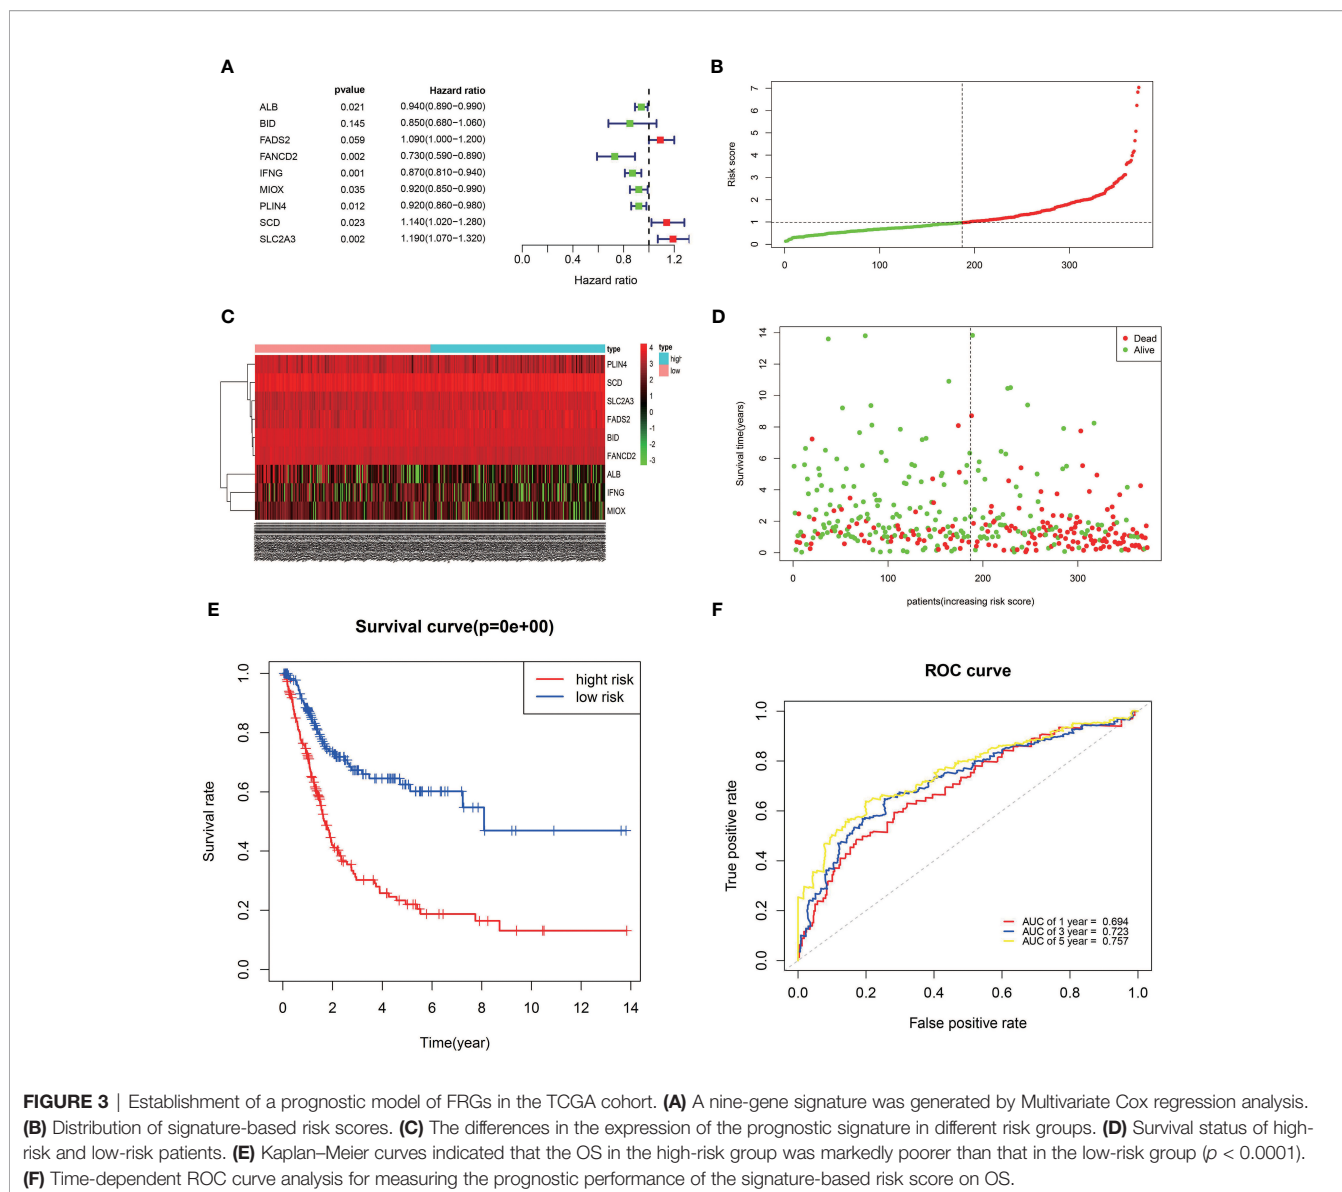 A
pvalue Hazard ratio
ALB 0.021 0.940(0.890−0.990)
BID 0.145 0.850(0.680−1.060)
FADS2 0.059 1.090(1.000−1.200)
FANCD2 0.002 0.730(0.590−0.890)
IFNG 0.001 0.870(0.810−0.940)
MIOX 0.035 0.920(0.850−0.990)
PLIN4 0.012 0.920(0.860−0.980)
SCD 0.023 1.140(1.020−1.280)
SLC2A3 0.002 1.190(1.070−1.320)
0.0 0.4 0.8 1.2
Hazard ratio
B
Risk score
7
6
5
4
3
2
1
0
0 100 200 300
C
type
PLIN4
SCD
SLC2A3
FADS2
BID
FANCD2
ALB
IFNG
MIOX
4
3
2
1
0
-1
-2
-3
type
high
low
D
Survival time(years)
14
12
10
8
6
4
2
0
0 100 200 300
patients(increasing risk score)
Dead
Alive
E
Survival curve(p=0e+00)
hight risk
low risk
Survival rate
1.0
0.8
0.6
0.4
0.2
0.0
0 2 4 6 8 10 12 14
Time(year)
F
ROC curve
True positive rate
1.0
0.8
0.6
0.4
0.2
0.0
AUC of 1 year = 0.694
AUC of 3 year = 0.723
AUC of 5 year = 0.757
0.0 0.2 0.4 0.6 0.8 1.0
False positive rate
FIGURE 3 | Establishment of a prognostic model of FRGs in the TCGA cohort. (A) A nine-gene signature was generated by Multivariate Cox regression analysis.
(B) Distribution of signature-based risk scores. (C) The differences in the expression of the prognostic signature in different risk groups. (D) Survival status of high-
risk and low-risk patients. (E) Kaplan–Meier curves indicated that the OS in the high-risk group was markedly poorer than that in the low-risk group (p < 0.0001).
(F) Time-dependent ROC curve analysis for measuring the prognostic performance of the signature-based risk score on OS.